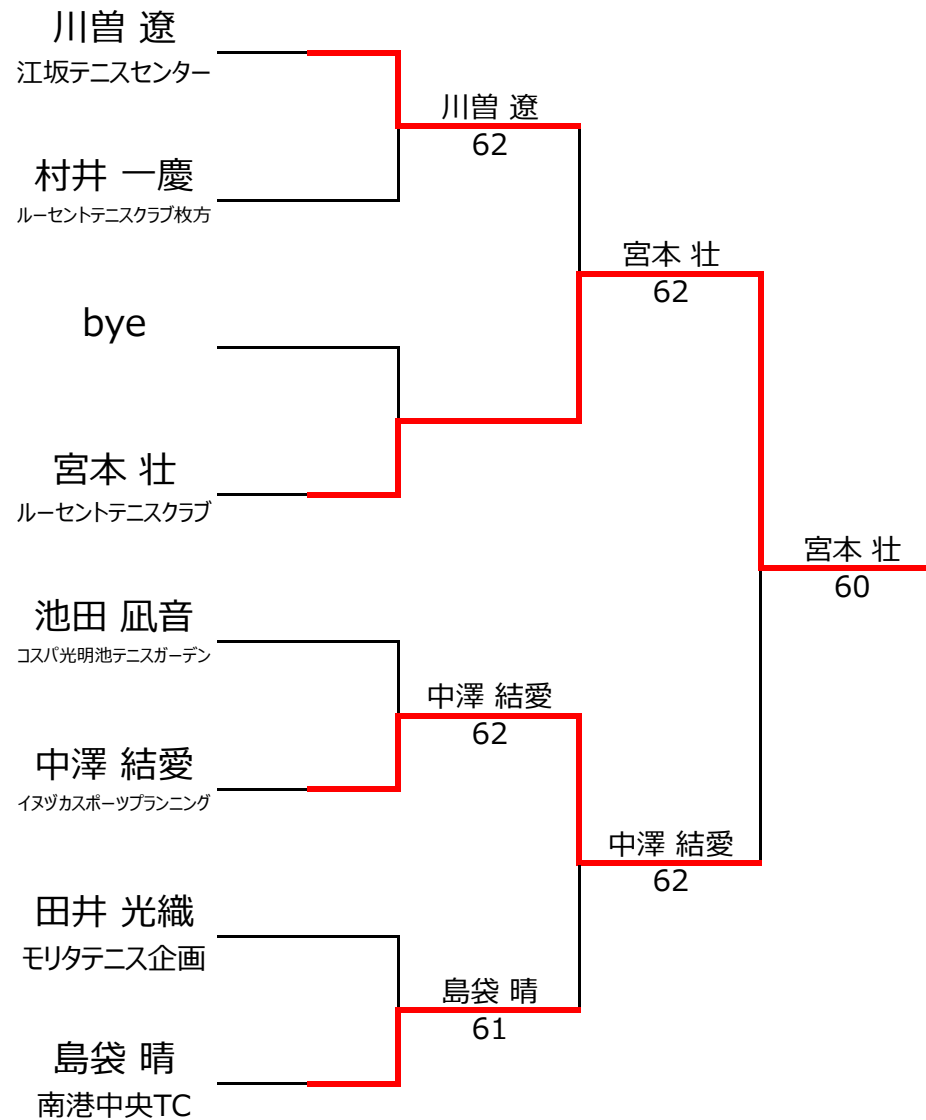 川曽 遼
江坂テニスセンター
川曽 遼
62
村井 一慶
ルーセントテニスクラブ枚方
宮本 壮
62
bye
宮本 壮
ルーセントテニスクラブ
宮本 壮
60
池田 凪音
コスパ光明池テニスガーデン
中澤 結愛
62
中澤 結愛
イヌヅカスポーツプランニング
中澤 結愛
62
田井 光織
モリタテニス企画
島袋 晴
61
島袋 晴
南港中央TC